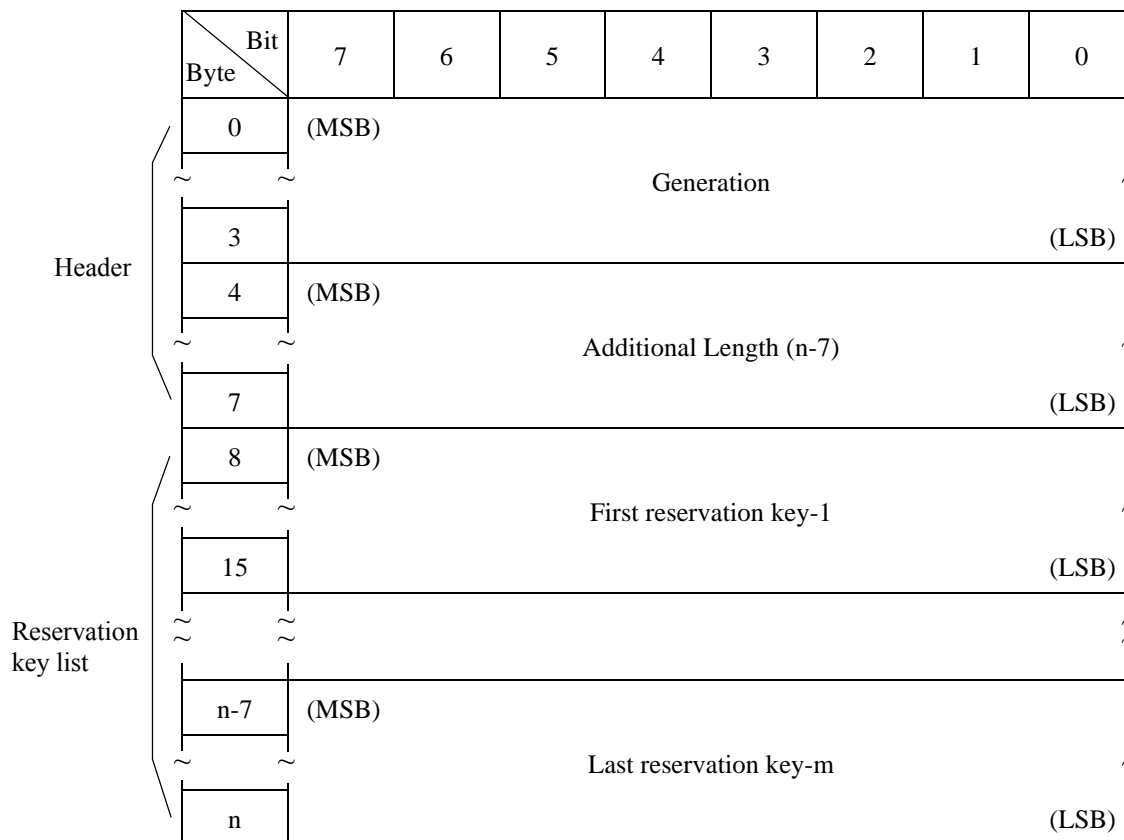 Bit
Byte 7 6 5 4 3 2 1 0
0 (MSB)
~ ~ Generation ~
3 (LSB)
Header
4 (MSB)
~ ~ Additional Length (n-7) ~
7 (LSB)
8 (MSB)
~ ~ First reservation key-1 ~
15 (LSB)
Reservation
key list
~ ~ ~
~ ~ ~
n-7 (MSB)
~ ~ Last reservation key-m ~
n (LSB)